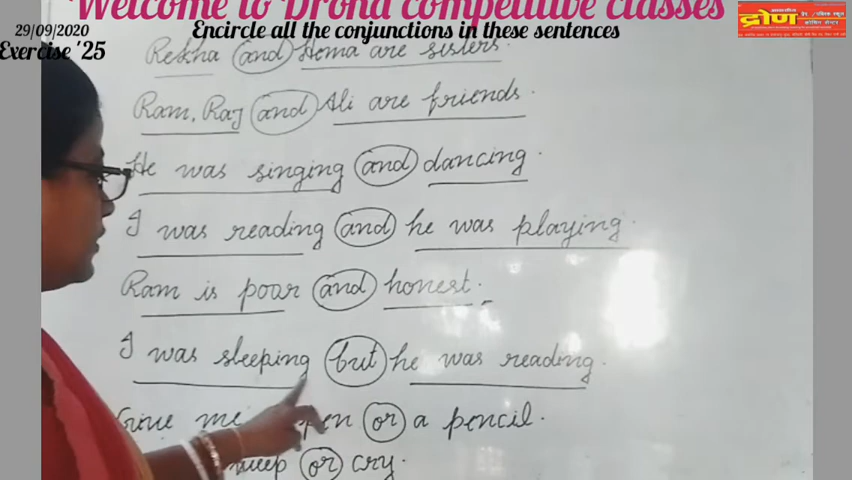 Welcome to Drona competitive classes
29/09/2020
Encircle all the conjunctions in these sentences
Exercise '25
द्रोण
Rekha and Hema are sisters.
Ram, Raj and Ali are friends.
He was singing and dancing.
I was reading and he was playing.
Ram is poor and honest.
I was sleeping but he was reading.
Give me pen or a pencil.
weep or cry.